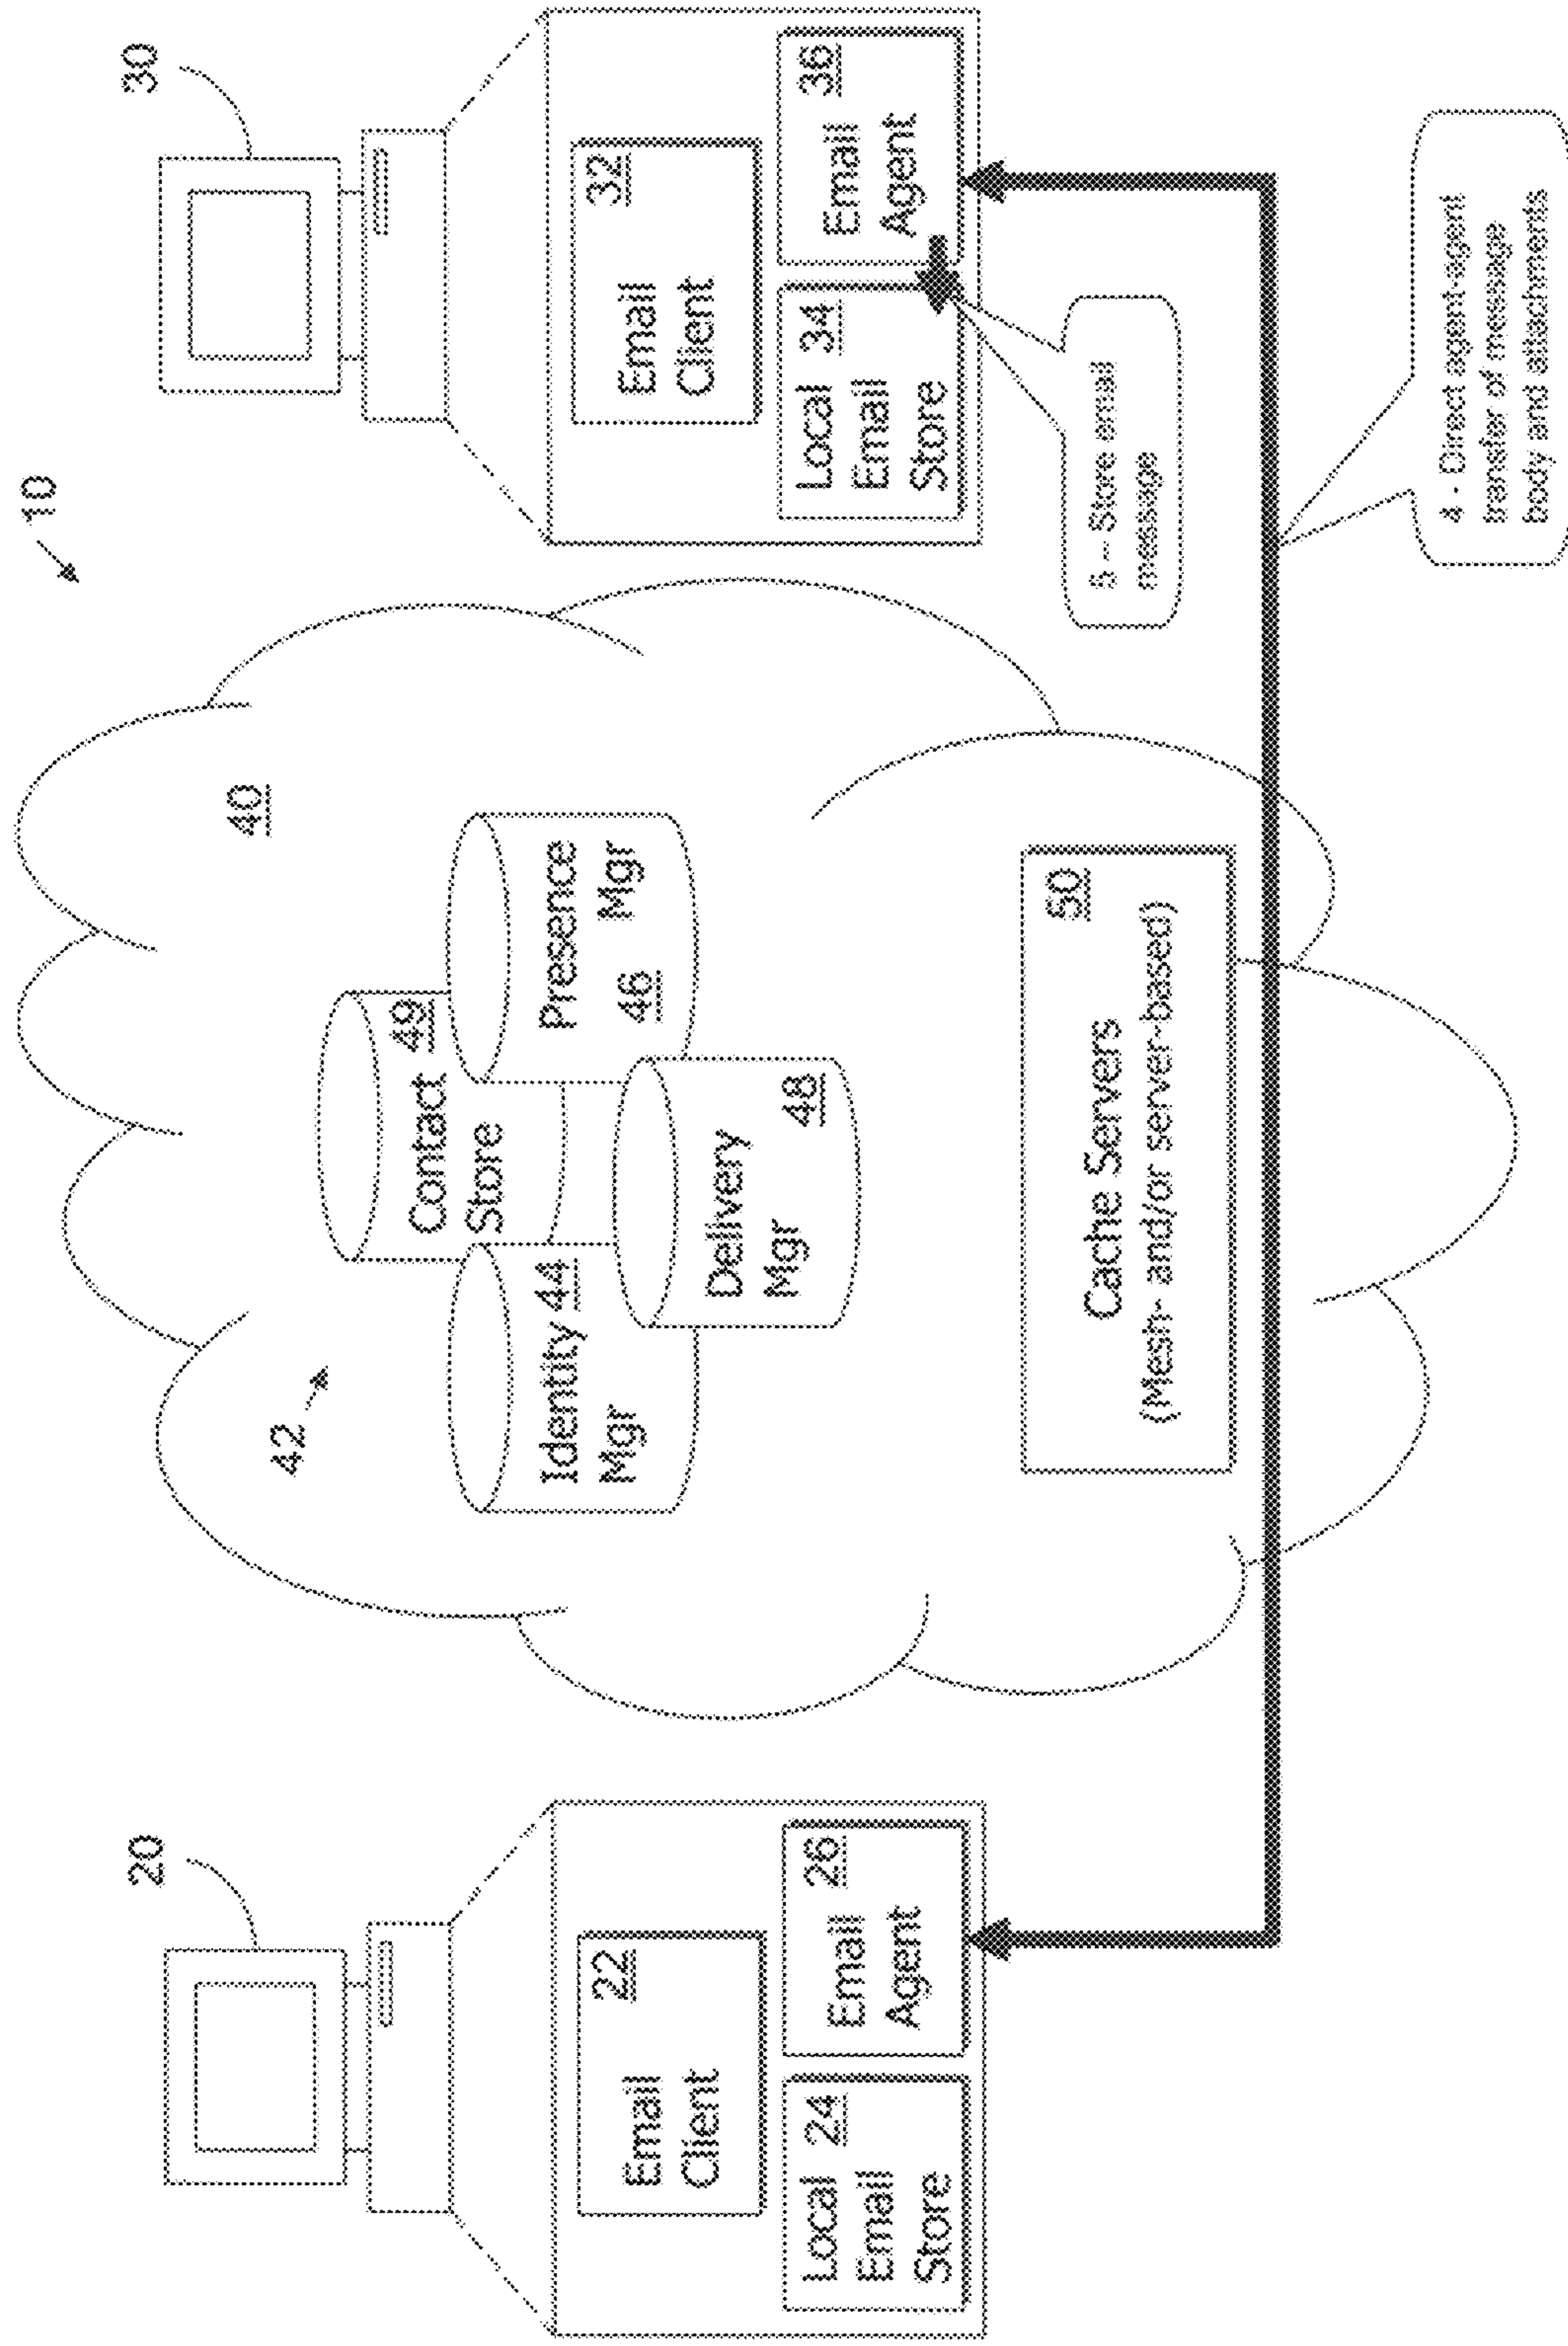 10
20
30
40
42
Contact 49
Store
Identity 44
Mgr
Presence
46 Mgr
Delivery
Mgr 48
50
Cache Servers
(Mesh- and/or server-based)
22
Email
Client
Local 24
Email
Store
26
Email
Agent
32
Email
Client
Local 34
Email
Store
36
Email
Agent
5 – Store email
message
4 - Direct agent-agent
transfer of message
body and attachments